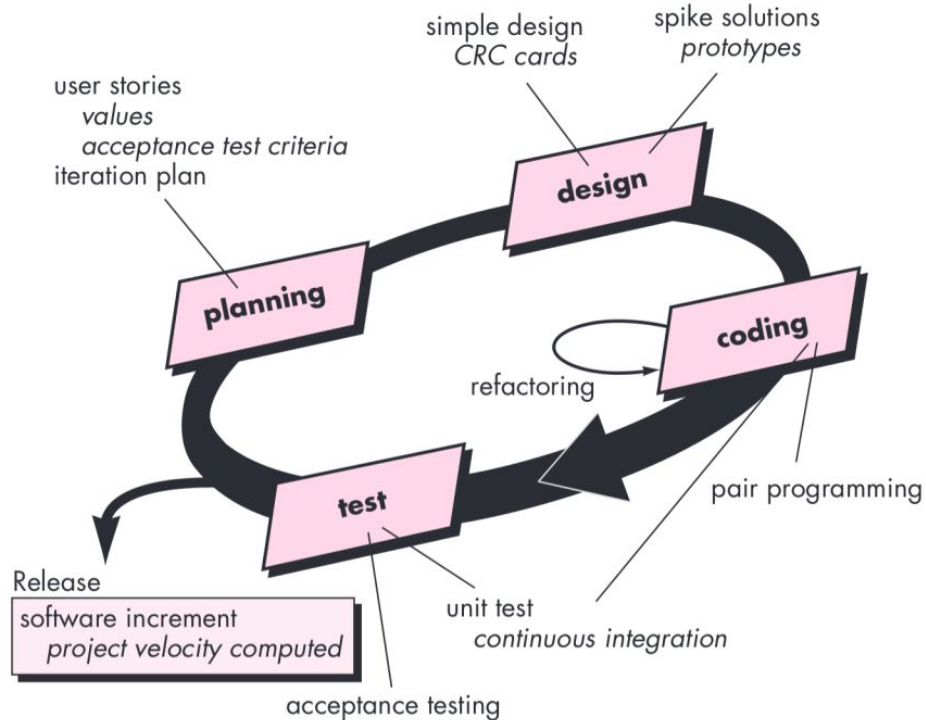 simple design
CRC cards
spike solutions
prototypes
user stories
values
acceptance test criteria
iteration plan
design
planning
coding
refactoring
test
pair programming
Release
software increment
project velocity computed
unit test
continuous integration
acceptance testing